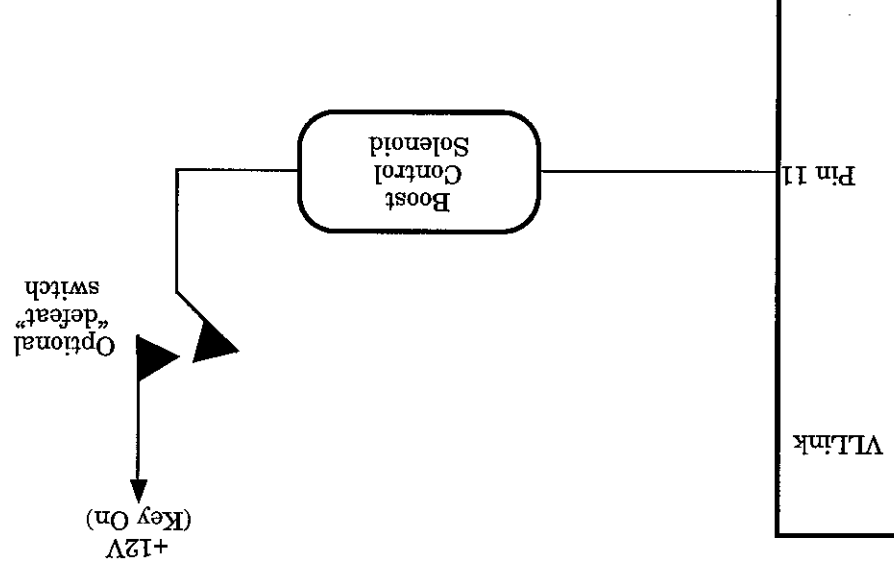 VLLink
+12V
(Key On)
Optional
“defeat”
switch
Pin 11
Boost
Control
Solenoid